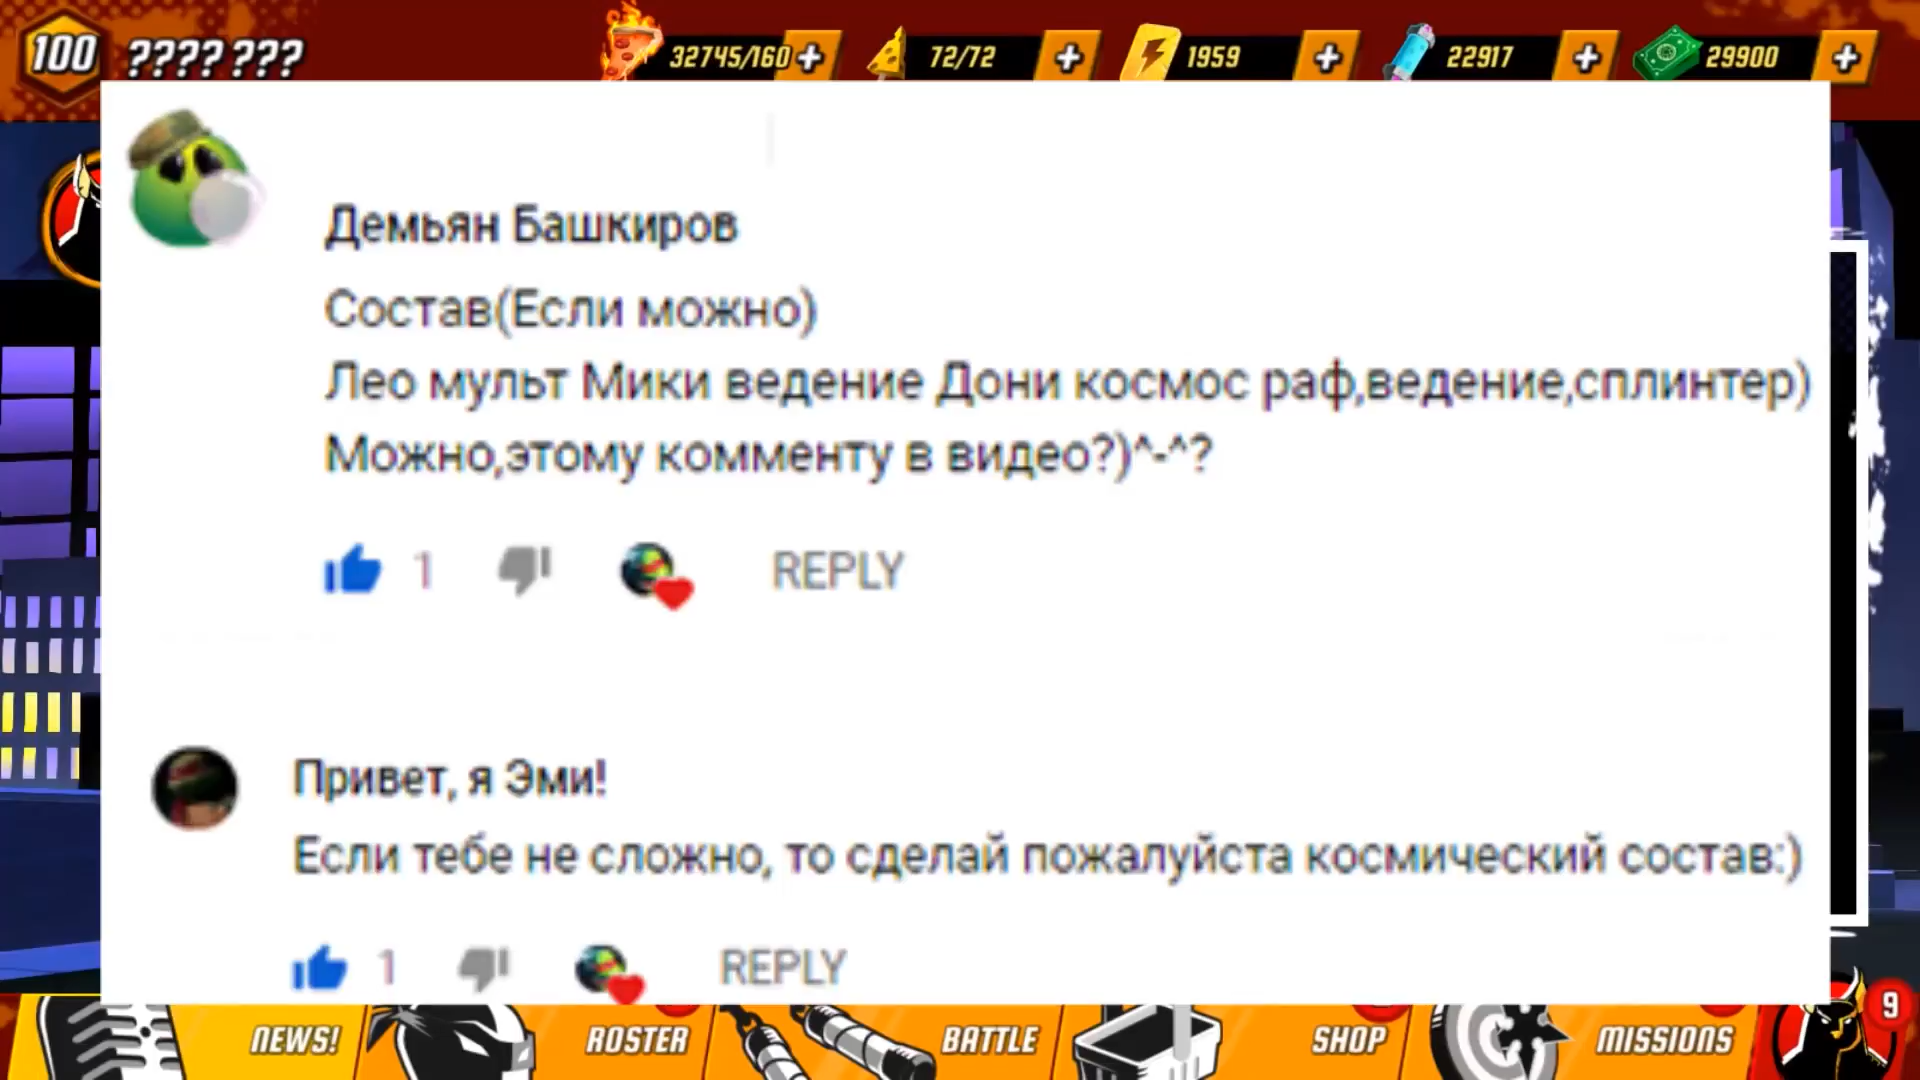 100 ???? ??? 32745/160 72/72 1959 22917 29900
Демьян Башкиров
Состав(Если можно)
Лео мульт Мики ведение Дони космос раф,ведение,сплинтер)
Можно,этому комменту в видео?)^-^?
1 REPLY
Привет, я Эми!
Если тебе не сложно, то сделай пожалуйста космический состав:)
1 REPLY
9
NEWS! ROSTER BATTLE SHOP MISSIONS